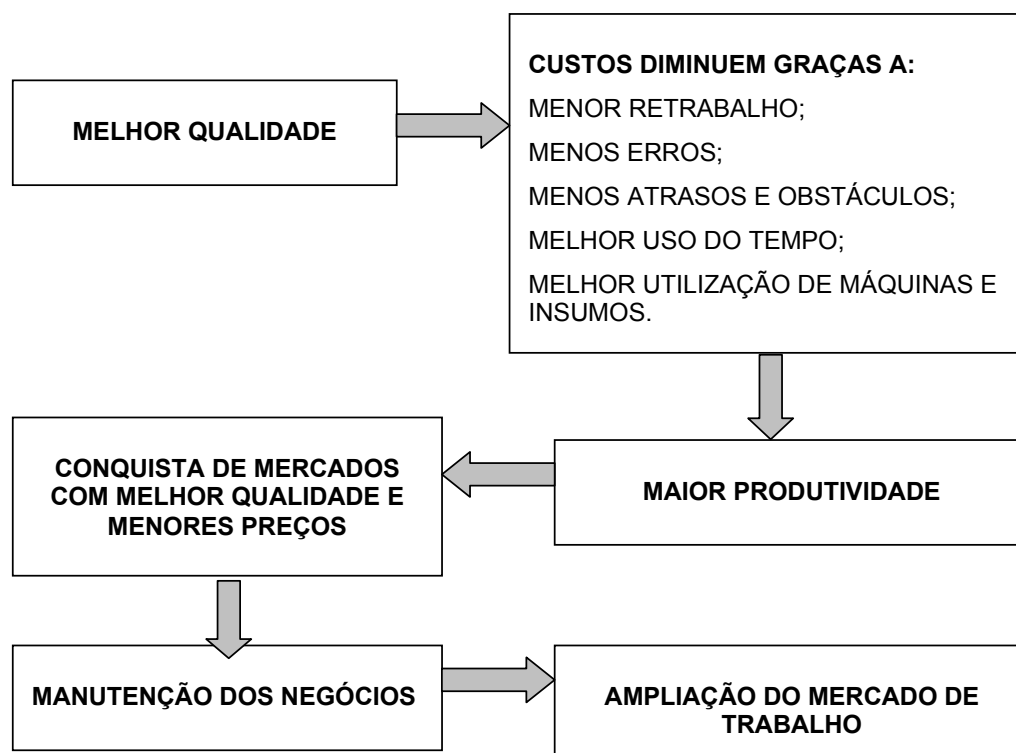 MELHOR QUALIDADE
CUSTOS DIMINUEM GRAÇAS A:
MENOR RETRABALHO;
MENOS ERROS;
MENOS ATRASOS E OBSTÁCULOS;
MELHOR USO DO TEMPO;
MELHOR UTILIZAÇÃO DE MÁQUINAS E
INSUMOS.
MAIOR PRODUTIVIDADE
CONQUISTA DE MERCADOS
COM MELHOR QUALIDADE E
MENORES PREÇOS
MANUTENÇÃO DOS NEGÓCIOS
AMPLIAÇÃO DO MERCADO DE
TRABALHO